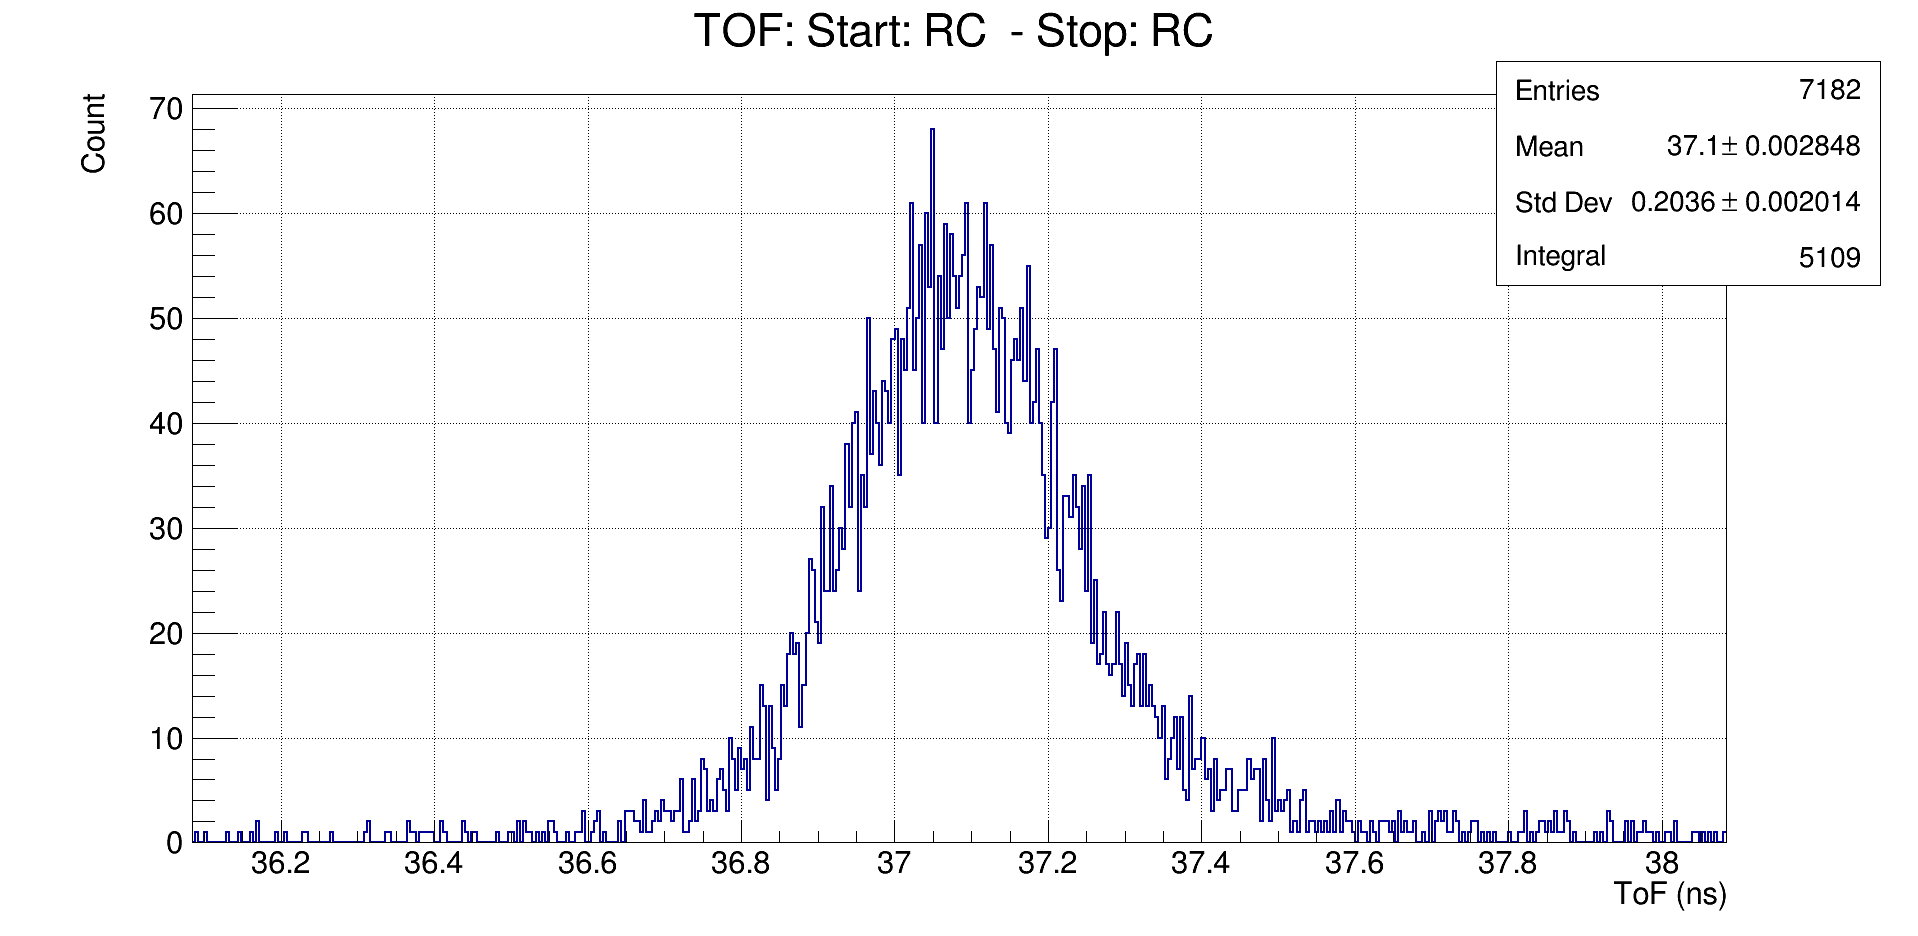 TOF: Start: RC - Stop: RC
Entries 7182
Mean 37.1± 0.002848
Std Dev 0.2036 ± 0.002014
Integral 5109
Count
70
60
50
40
30
20
10
0
36.2 36.4 36.6 36.8 37 37.2 37.4 37.6 37.8 38
ToF (ns)